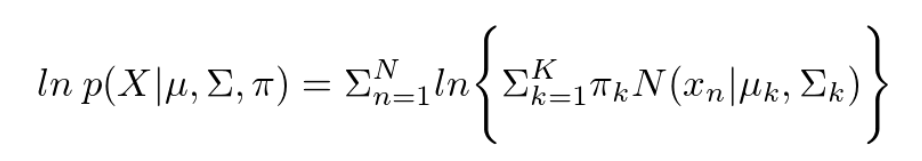 ln p(X|μ, Σ, π) = Σ_{n=1}^{N} ln{Σ_{k=1}^{K} π_k N(x_n|μ_k, Σ_k)}